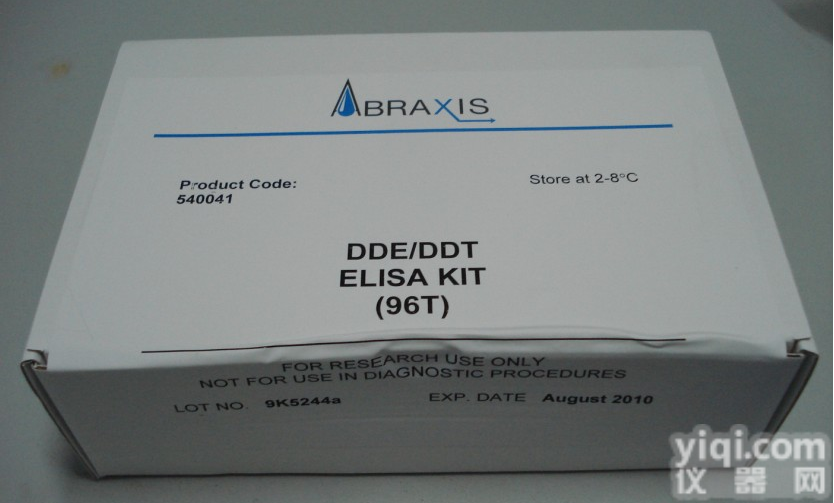 ABRAXIS
Product Code:
540041
Store at 2-8°C
DDE/DDT
ELISA KIT
(96T)
FOR RESEARCH USE ONLY
NOT FOR USE IN DIAGNOSTIC PROCEDURES
LOT NO. 9K5244a
EXP. DATE August 2010
yiqi.com
仪器网